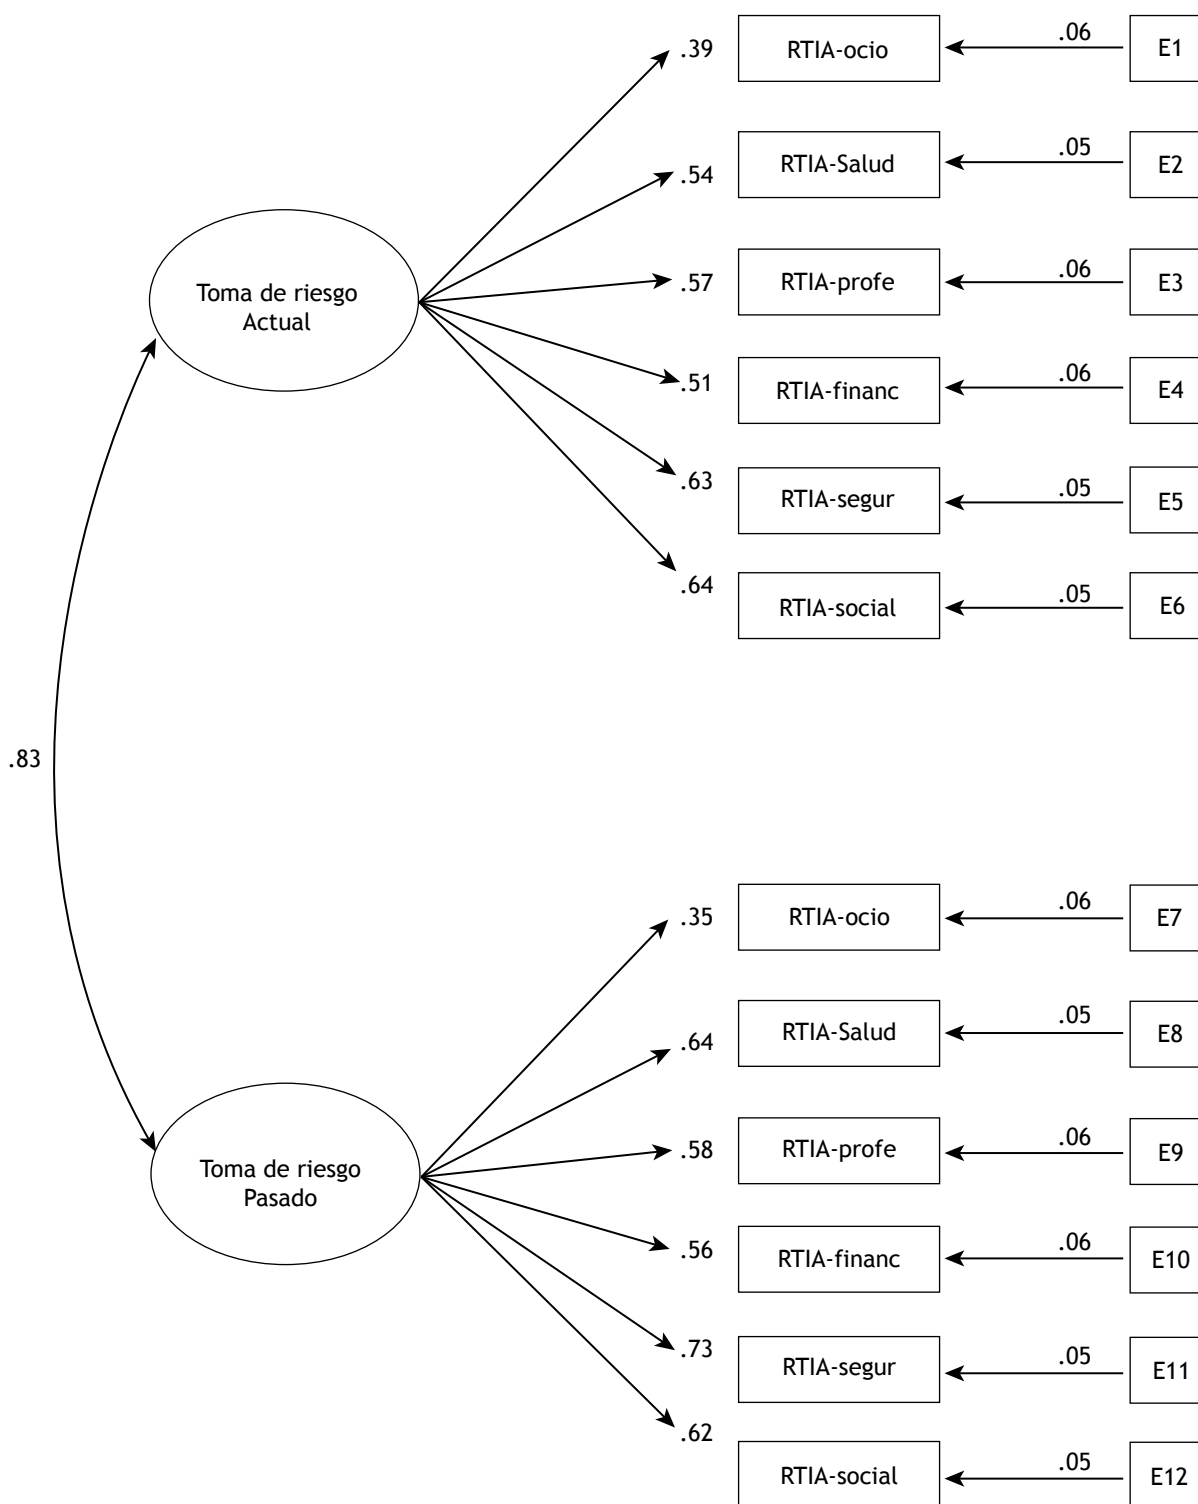 .39
RTIA-ocio
.06
E1
.54
RTIA-Salud
.05
E2
Toma de riesgo
Actual
.57
RTIA-profe
.06
E3
.51
RTIA-financ
.06
E4
.63
RTIA-segur
.05
E5
.64
RTIA-social
.05
E6
.83
.35
RTIA-ocio
.06
E7
.64
RTIA-Salud
.05
E8
Toma de riesgo
Pasado
.58
RTIA-profe
.06
E9
.56
RTIA-financ
.06
E10
.73
RTIA-segur
.05
E11
.62
RTIA-social
.05
E12